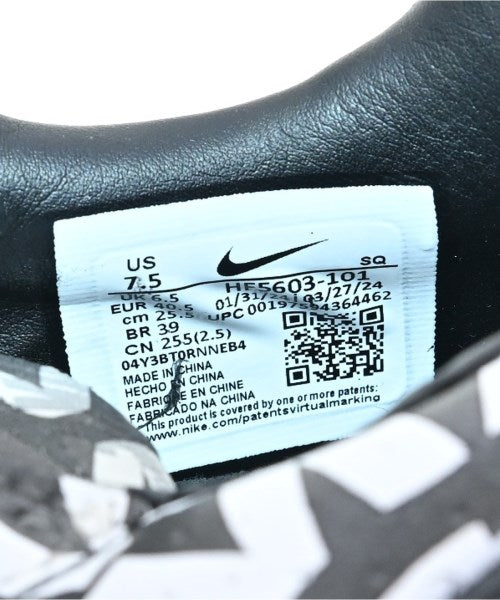 US
7.5
SQ
UK 6.5
HF5603-101
EUR 40.5
01/31/24 03/27/24
cm 25.5
UPC 00197594364462
BR 39
CN 255(2.5)
04Y3BT0RNNEB4
MADE IN CHINA
HECHO EN CHINA
FABRIQUE EN CHINE
FABRICADO NA CHINA
This product is covered by one or more patents:
www.nike.com/patentsvirtualmarking